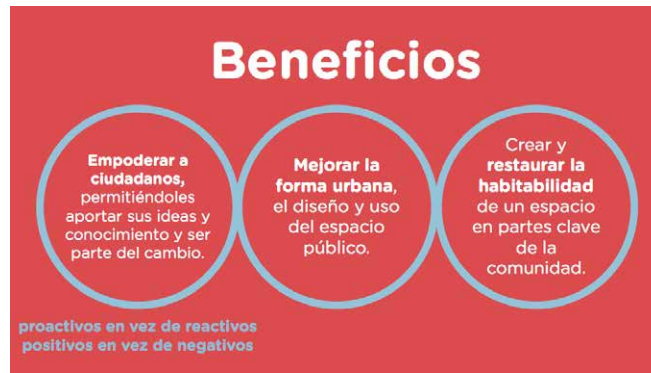 Beneficios
Empoderar a
ciudadanos,
permitiéndoles
aportar sus ideas y
conocimiento y ser
parte del cambio.
Mejorar la
forma urbana,
el diseño y uso
del espacio
público.
Crear y
restaurar la
habitabilidad
de un espacio
en partes clave
de la
comunidad.
proactivos en vez de reactivos
positivos en vez de negativos